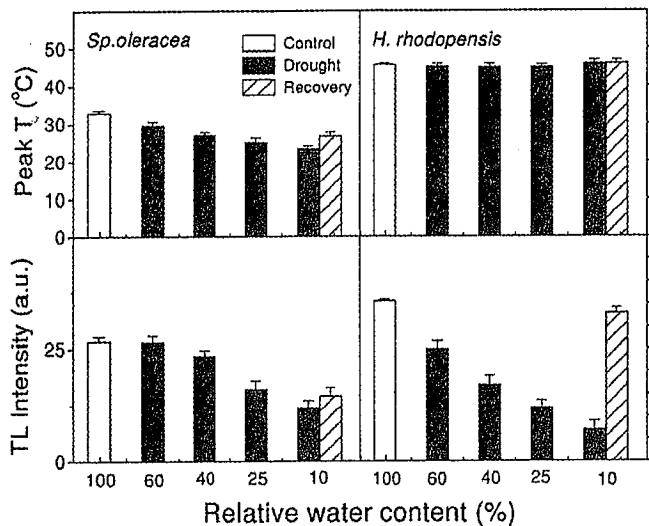 Sp.oleracea
H. rhodopensis
Control
Drought
Recovery
Peak T (°C)
50
40
30
20
10
0
TL Intensity (a.u.)
25
0
100 60 40 25 10 100 60 40 25 10
Relative water content (%)